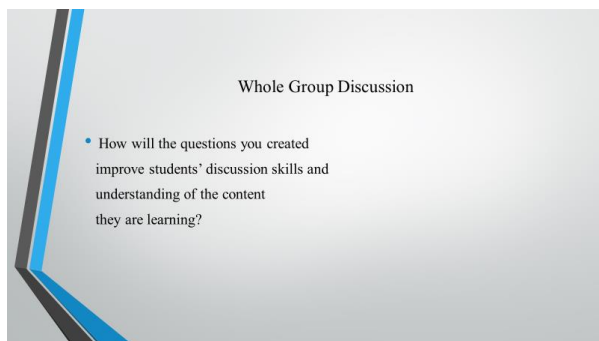 Whole Group Discussion
• How will the questions you created
improve students’ discussion skills and
understanding of the content
they are learning?